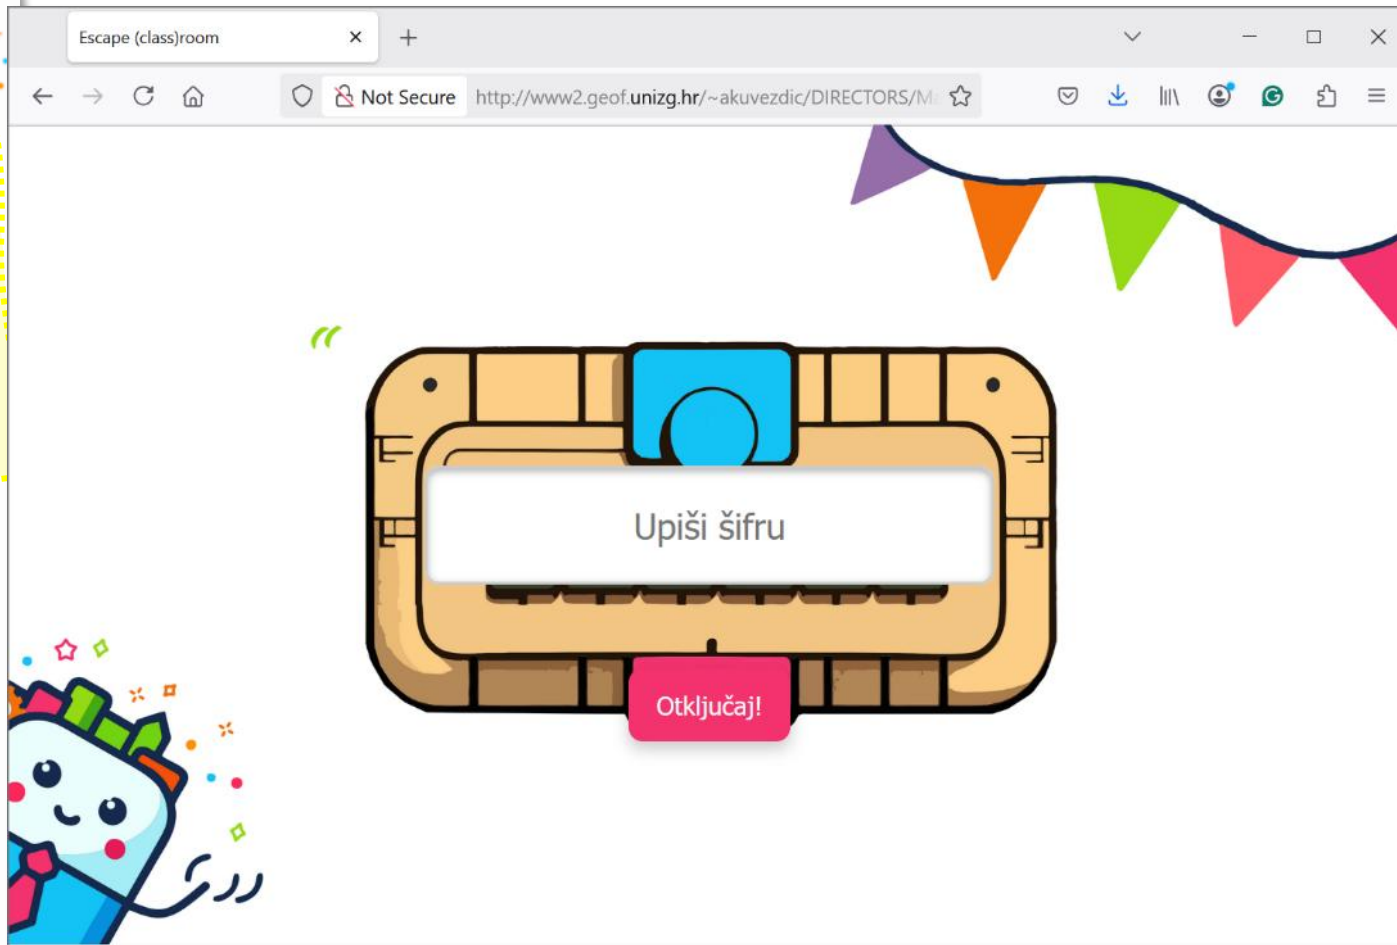 Escape (class)room
Not Secure http://www2.geof.unizg.hr/~akuvezdic/DIRECTORS/M
Upiši šifru
Otključaj!